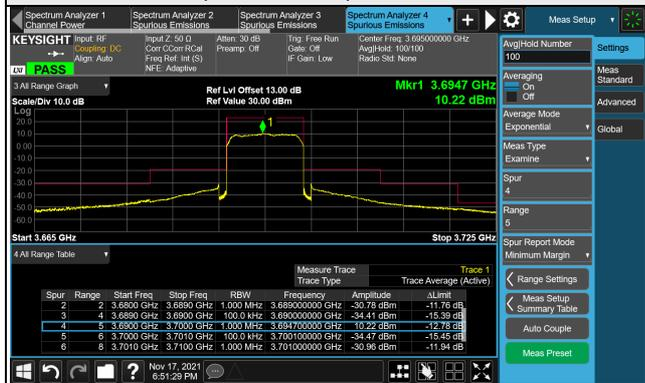 Spectrum Analyzer 1
Channel Power
Spectrum Analyzer 2
Spurious Emissions
Spectrum Analyzer 3
Spurious Emissions
Spectrum Analyzer 4
Spurious Emissions
Meas Setup
KEYSIGHT
Input: RF
Coupling: DC
Align: Auto
Input Z: 50 Ω
Corr CCorr RCal
Freq Ref: Int (S)
NFE: Adaptive
Atten: 30 dB
Preamp: Off
Trig: Free Run
Gate: Off
IF Gain: Low
Center Freq: 3.695000000 GHz
Avg|Hold: 100/100
Radio Std: None
LXI PASS
3 All Range Graph
Scale/Div 10.0 dB
Ref Lvl Offset 13.00 dB
Ref Value 30.00 dBm
Mkr1 3.6947 GHz
10.22 dBm
Log
20.0
10.0
0.00
-10.0
-20.0
-30.0
-40.0
-50.0
-60.0
1
Start 3.665 GHz
Stop 3.725 GHz
4 All Range Table
Measure Trace Trace 1
Trace Type Trace Average (Active)
Spur Range Start Freq Stop Freq RBW Frequency Amplitude ΔLimit
2 2 3.6800 GHz 3.6890 GHz 1.000 MHz 3.689000000 GHz -30.78 dBm -11.76 dB
3 4 3.6890 GHz 3.6900 GHz 100.0 kHz 3.690000000 GHz -34.41 dBm -15.39 dB
4 5 3.6900 GHz 3.7000 GHz 1.000 MHz 3.694700000 GHz 10.22 dBm -12.78 dB
5 6 3.7000 GHz 3.7010 GHz 100.0 kHz 3.700100000 GHz -34.47 dBm -15.45 dB
6 8 3.7010 GHz 3.7100 GHz 1.000 MHz 3.701000000 GHz -30.96 dBm -11.94 dB
Nov 17, 2021
6:51:29 PM
Avg|Hold Number
100
Averaging
On
Off
Average Mode
Exponential
Meas Type
Examine
Spur
4
Range
5
Spur Report Mode
Minimum Margin
Range Settings
Meas Setup
Summary Table
Auto Couple
Meas Preset
Settings
Meas
Standard
Advanced
Global